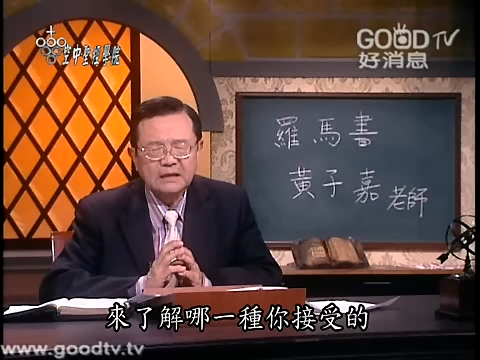 空中聖經學院
GOOD TV
好消息
羅馬書
黃子嘉老師
來了解哪一種你接受的
www.goodtv.tv